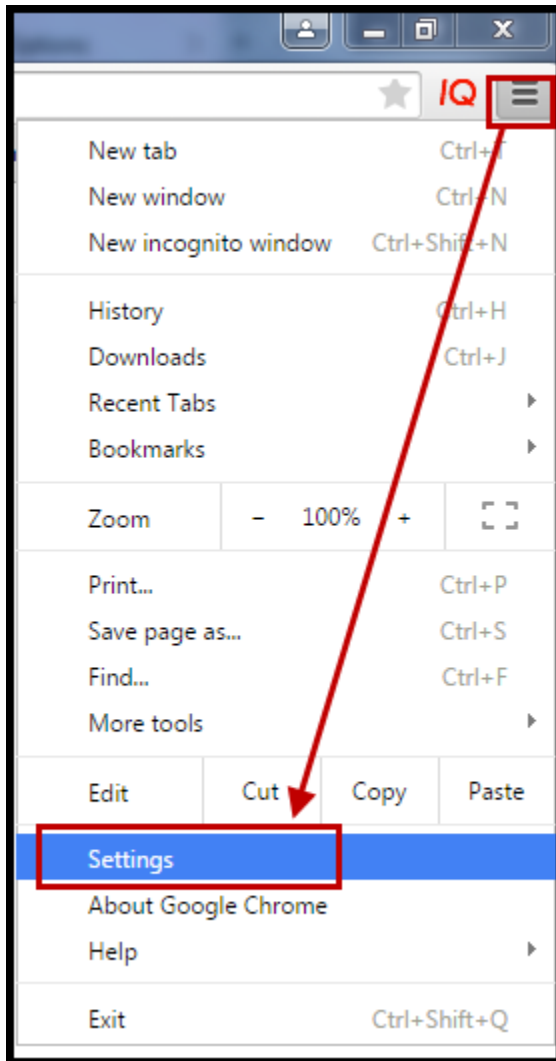 IQ
New tab Ctrl+T
New window Ctrl+N
New incognito window Ctrl+Shift+N
History Ctrl+H
Downloads Ctrl+J
Recent Tabs
Bookmarks
Zoom − 100% +
Print... Ctrl+P
Save page as... Ctrl+S
Find... Ctrl+F
More tools
Edit Cut Copy Paste
Settings
About Google Chrome
Help
Exit Ctrl+Shift+Q